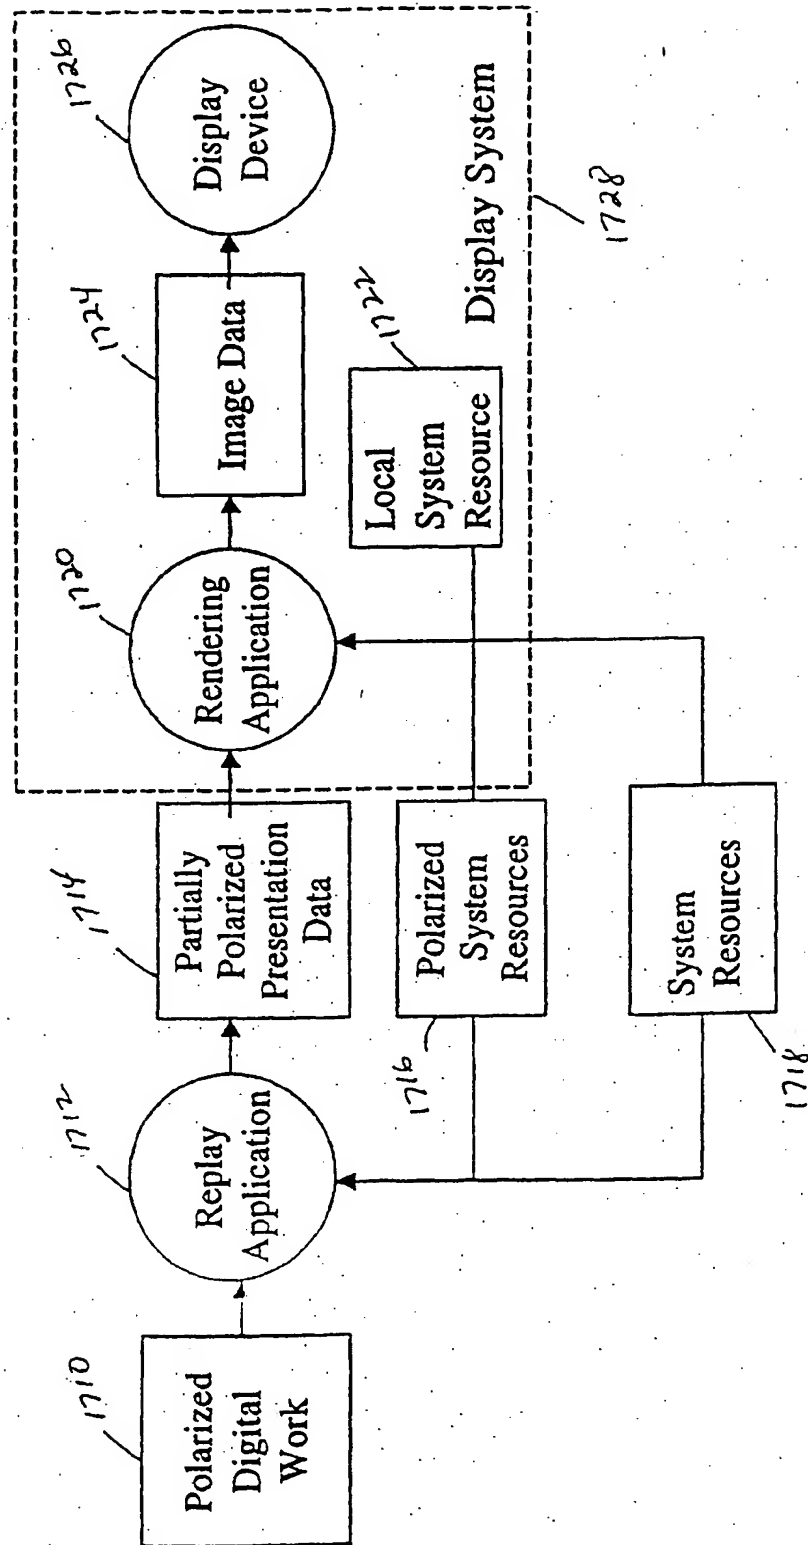 1710
Polarized
Digital
Work
1712
Replay
Application
1714
Partially
Polarized
Presentation
Data
1720
Rendering
Application
1724
Image Data
1726
Display
Device
1716
Polarized
System
Resources
1722
Local
System
Resource
Display System
1728
System
Resources
1718